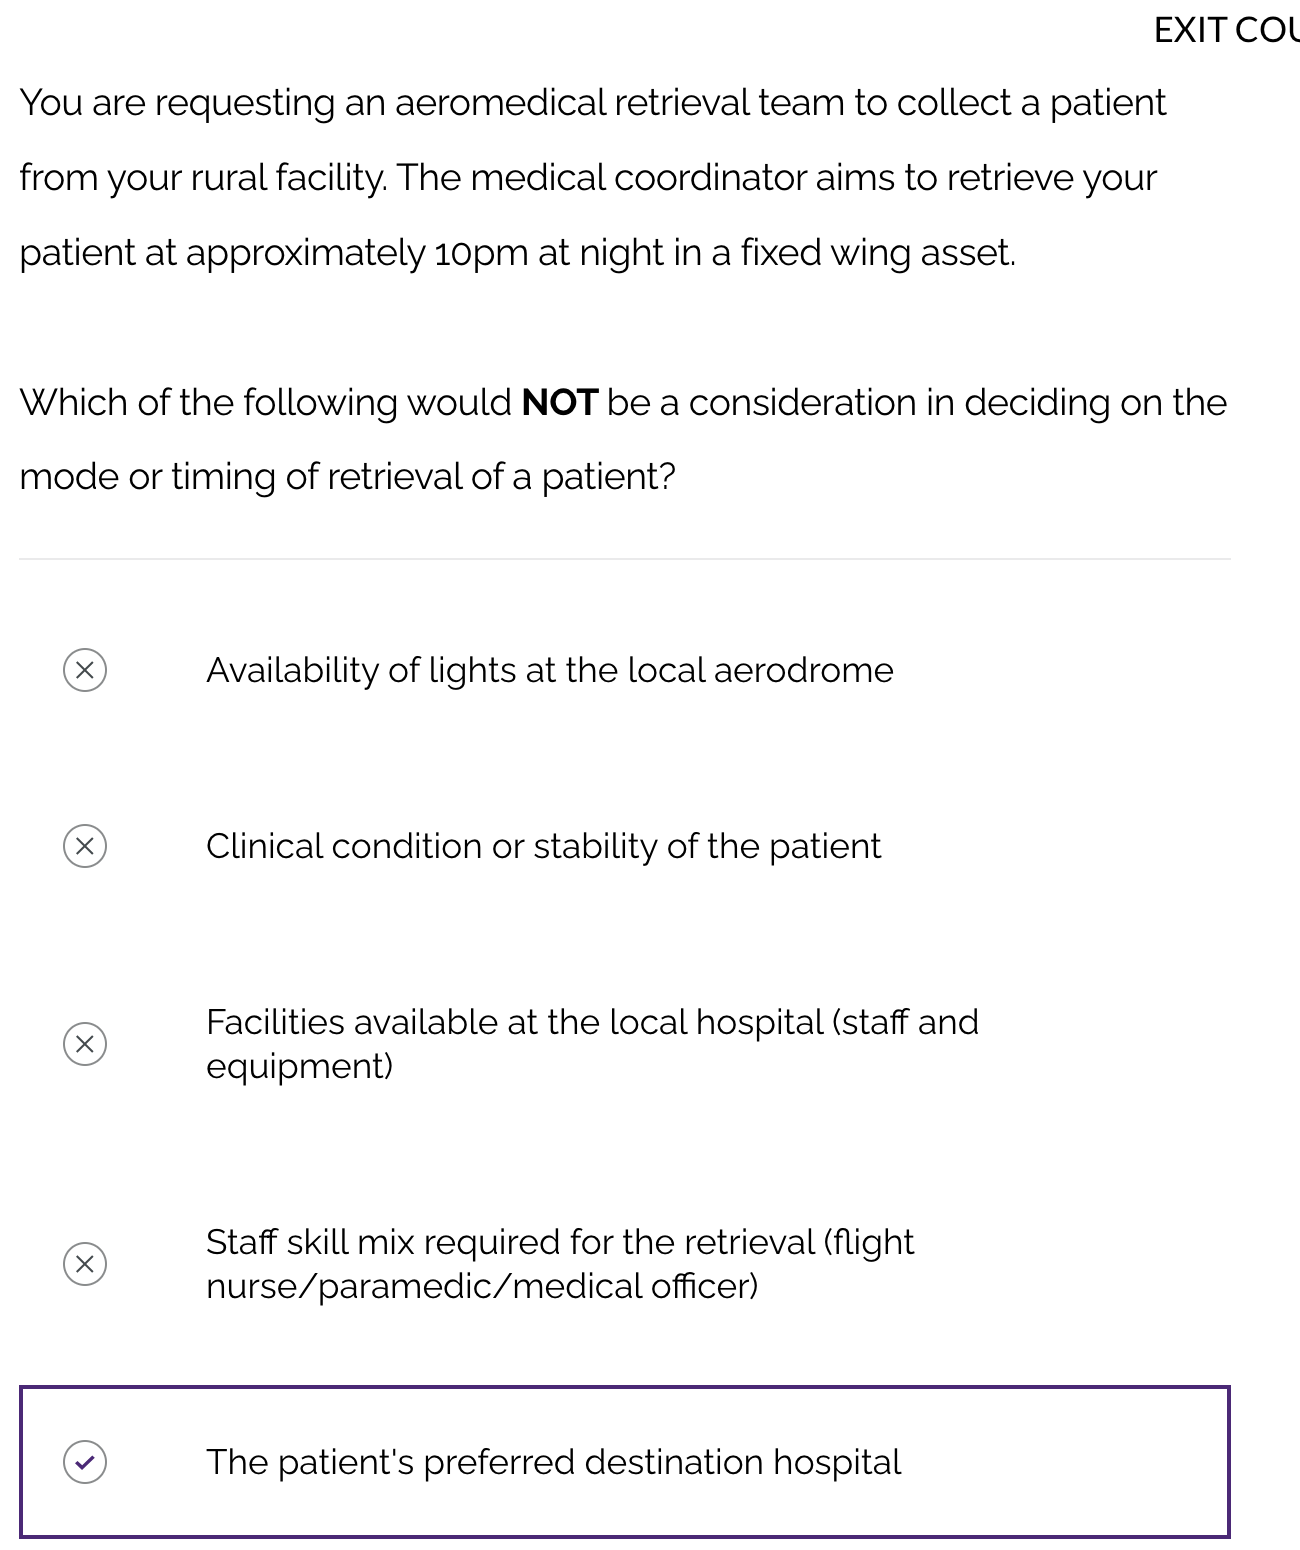 EXIT COU
You are requesting an aeromedical retrieval team to collect a patient
from your rural facility. The medical coordinator aims to retrieve your
patient at approximately 10pm at night in a fixed wing asset.
Which of the following would NOT be a consideration in deciding on the
mode or timing of retrieval of a patient?
Availability of lights at the local aerodrome
Clinical condition or stability of the patient
Facilities available at the local hospital (staff and
equipment)
Staff skill mix required for the retrieval (flight
nurse/paramedic/medical officer)
The patient's preferred destination hospital